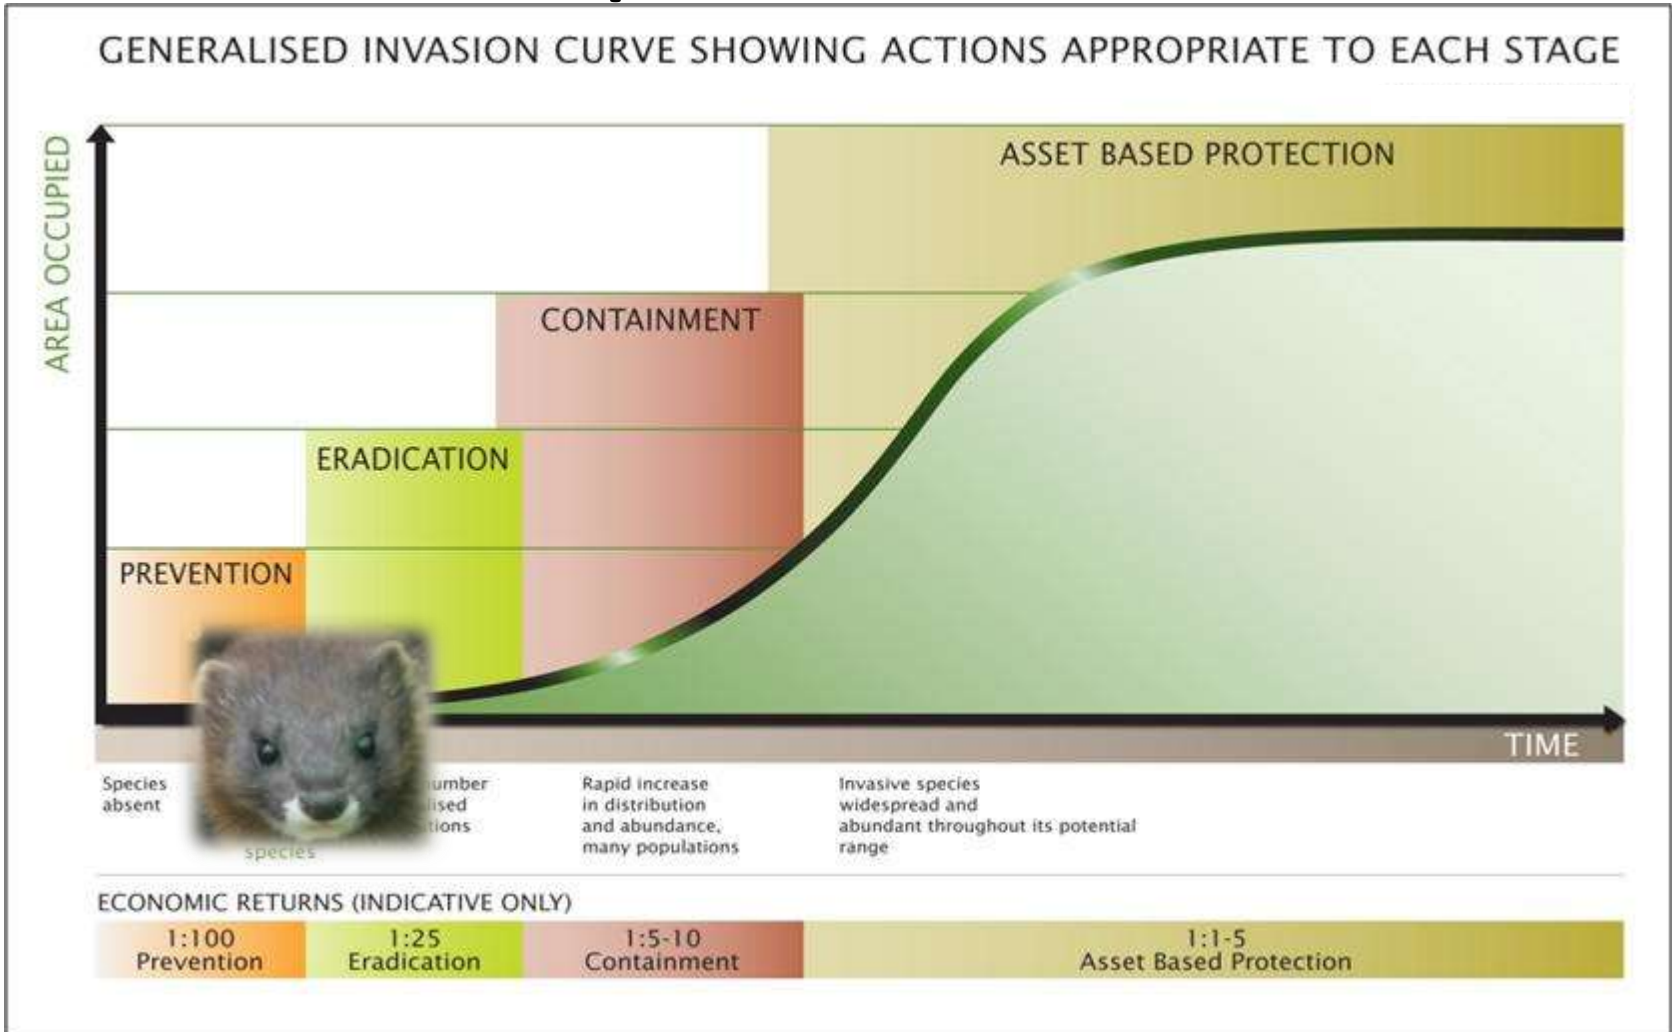 GENERALISED INVASION CURVE SHOWING ACTIONS APPROPRIATE TO EACH STAGE
AREA OCCUPIED
ASSET BASED PROTECTION
CONTAINMENT
ERADICATION
PREVENTION
TIME
Species
absent
species
Rapid increase
in distribution
and abundance,
many populations
Invasive species
widespread and
abundant throughout its potential
range
ECONOMIC RETURNS (INDICATIVE ONLY)
1:100
Prevention
1:25
Eradication
1:5-10
Containment
1:1-5
Asset Based Protection